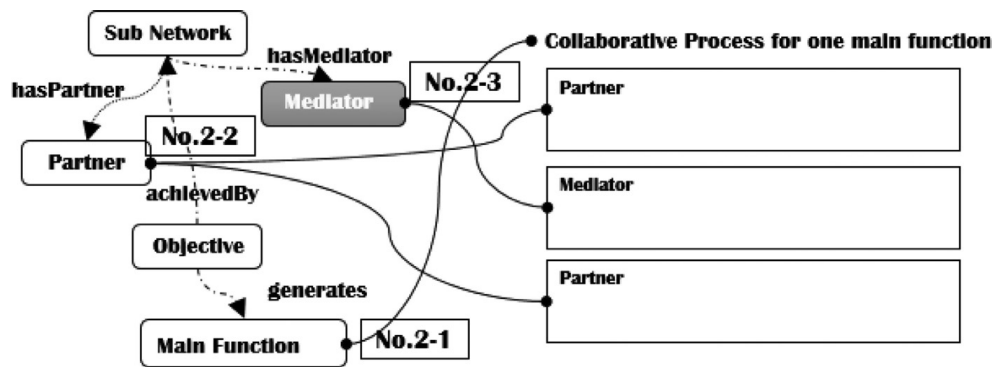 Sub Network
hasMediator
Collaborative Process for one main function
hasPartner
Mediator
No.2-3
Partner
No.2-2
Partner
achievedBy
Mediator
Objective
Partner
generates
Main Function
No.2-1